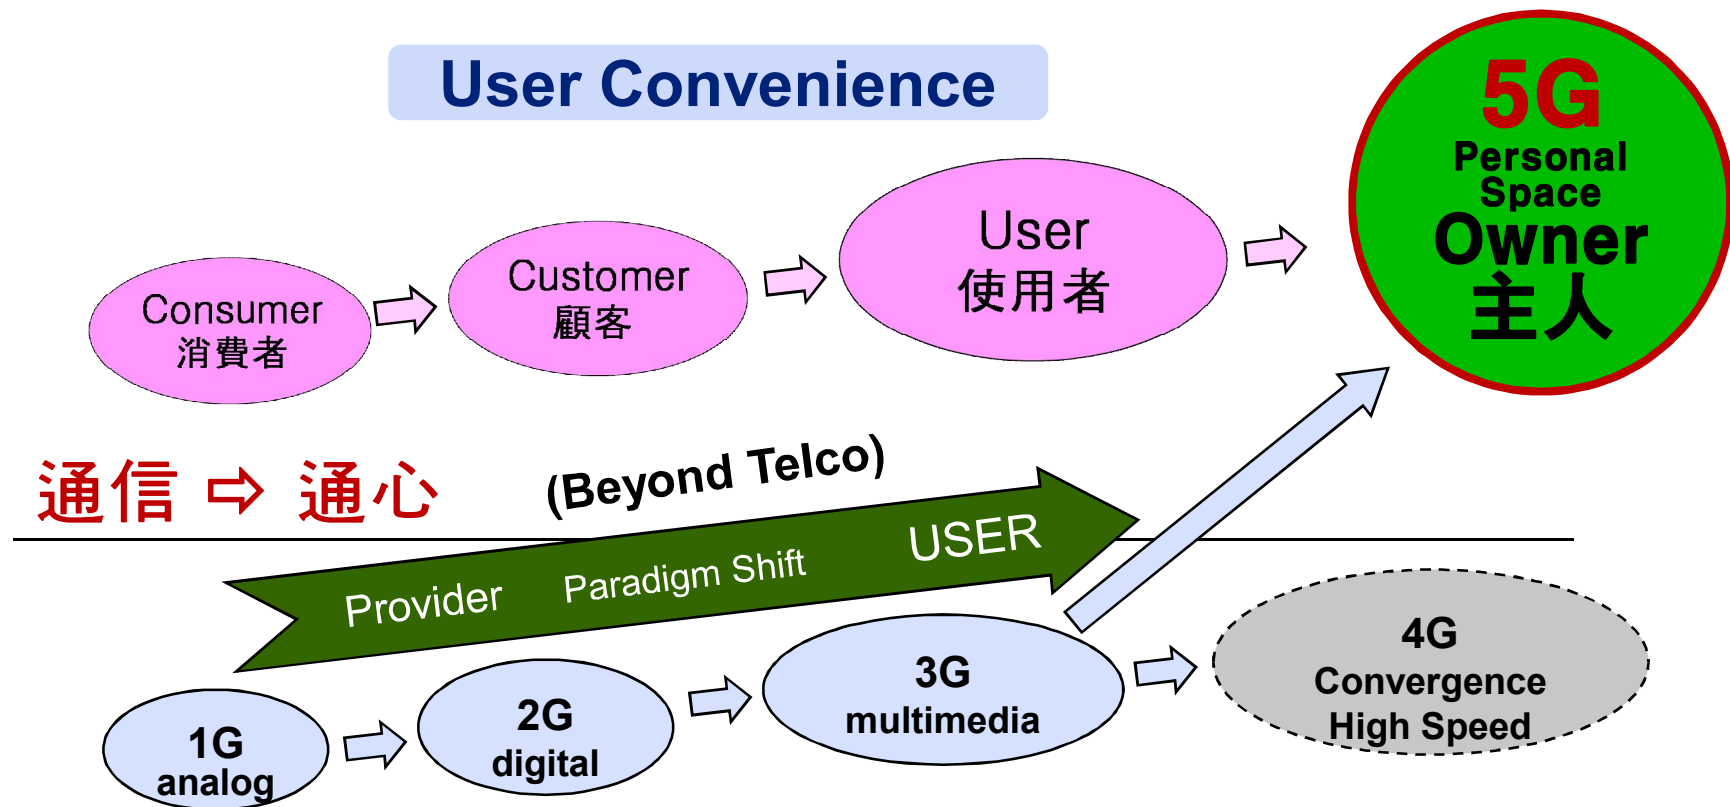 User Convenience
5G
Personal
Space
Owner
主人
User
使用者
Customer
顧客
Consumer
消費者
通信 ⇨ 通心
(Beyond Telco)
Provider Paradigm Shift USER
1G
analog
2G
digital
3G
multimedia
4G
Convergence
High Speed